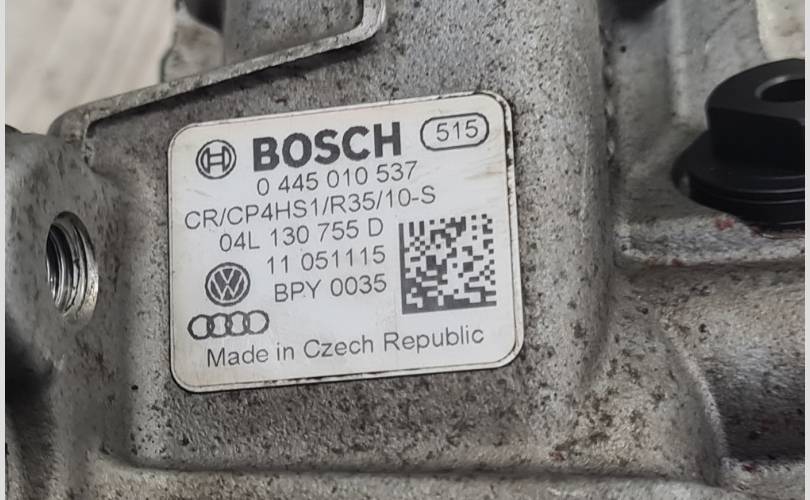 BOSCH 515
0 445 010 537
CR/CP4HS1/R35/10-S
04L 130 755 D
11 051115
BPY 0035
Made in Czech Republic